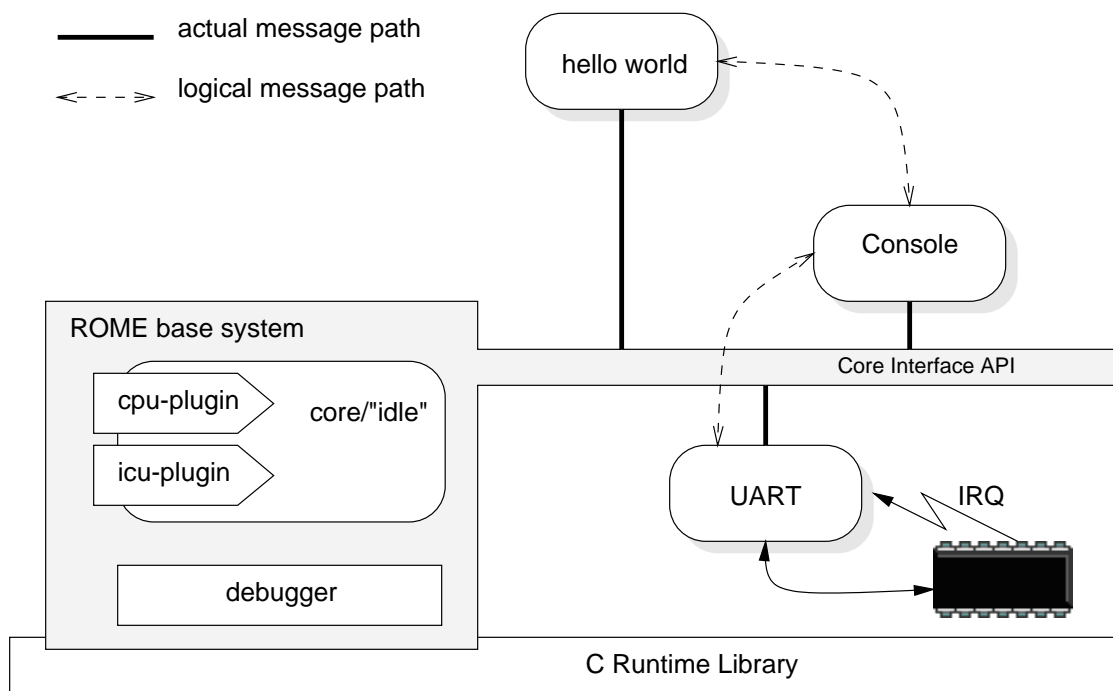 actual message path
logical message path
hello world
Console
ROME base system
Core Interface API
cpu-plugin
core/"idle"
icu-plugin
UART
IRQ
debugger
C Runtime Library